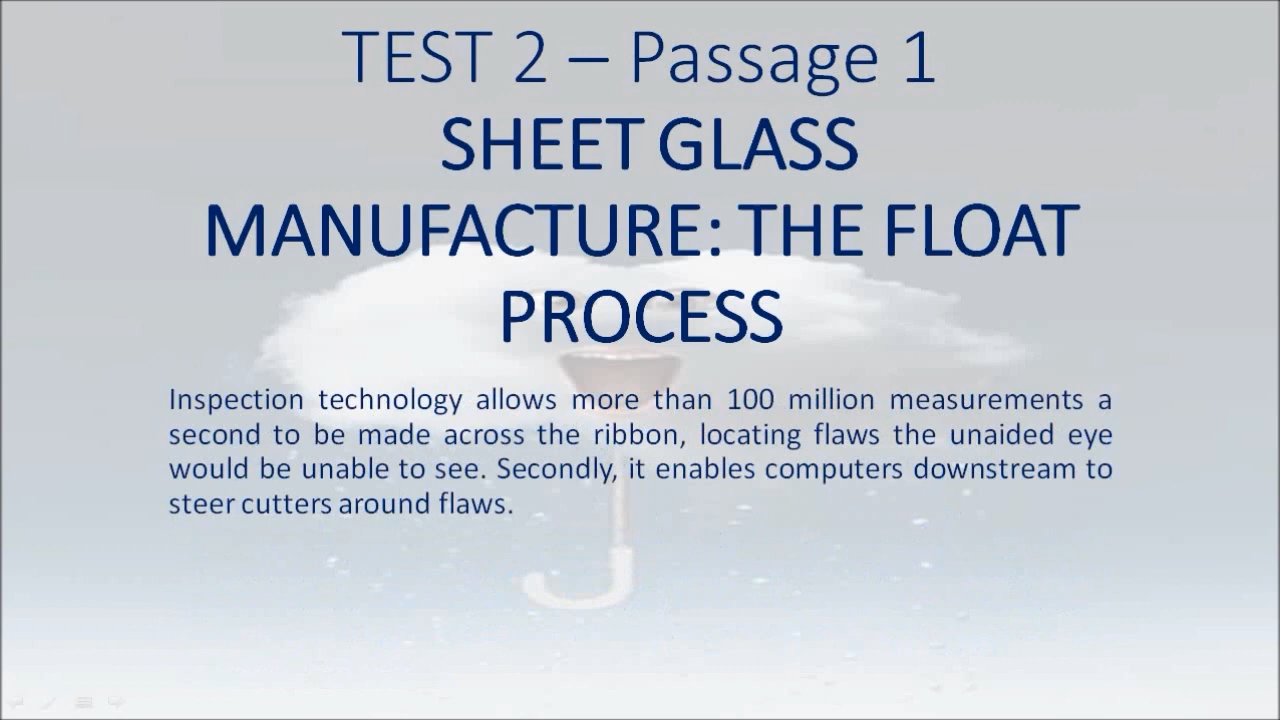 TEST 2 – Passage 1
SHEET GLASS
MANUFACTURE: THE FLOAT
PROCESS
Inspection technology allows more than 100 million measurements a
second to be made across the ribbon, locating flaws the unaided eye
would be unable to see. Secondly, it enables computers downstream to
steer cutters around flaws.